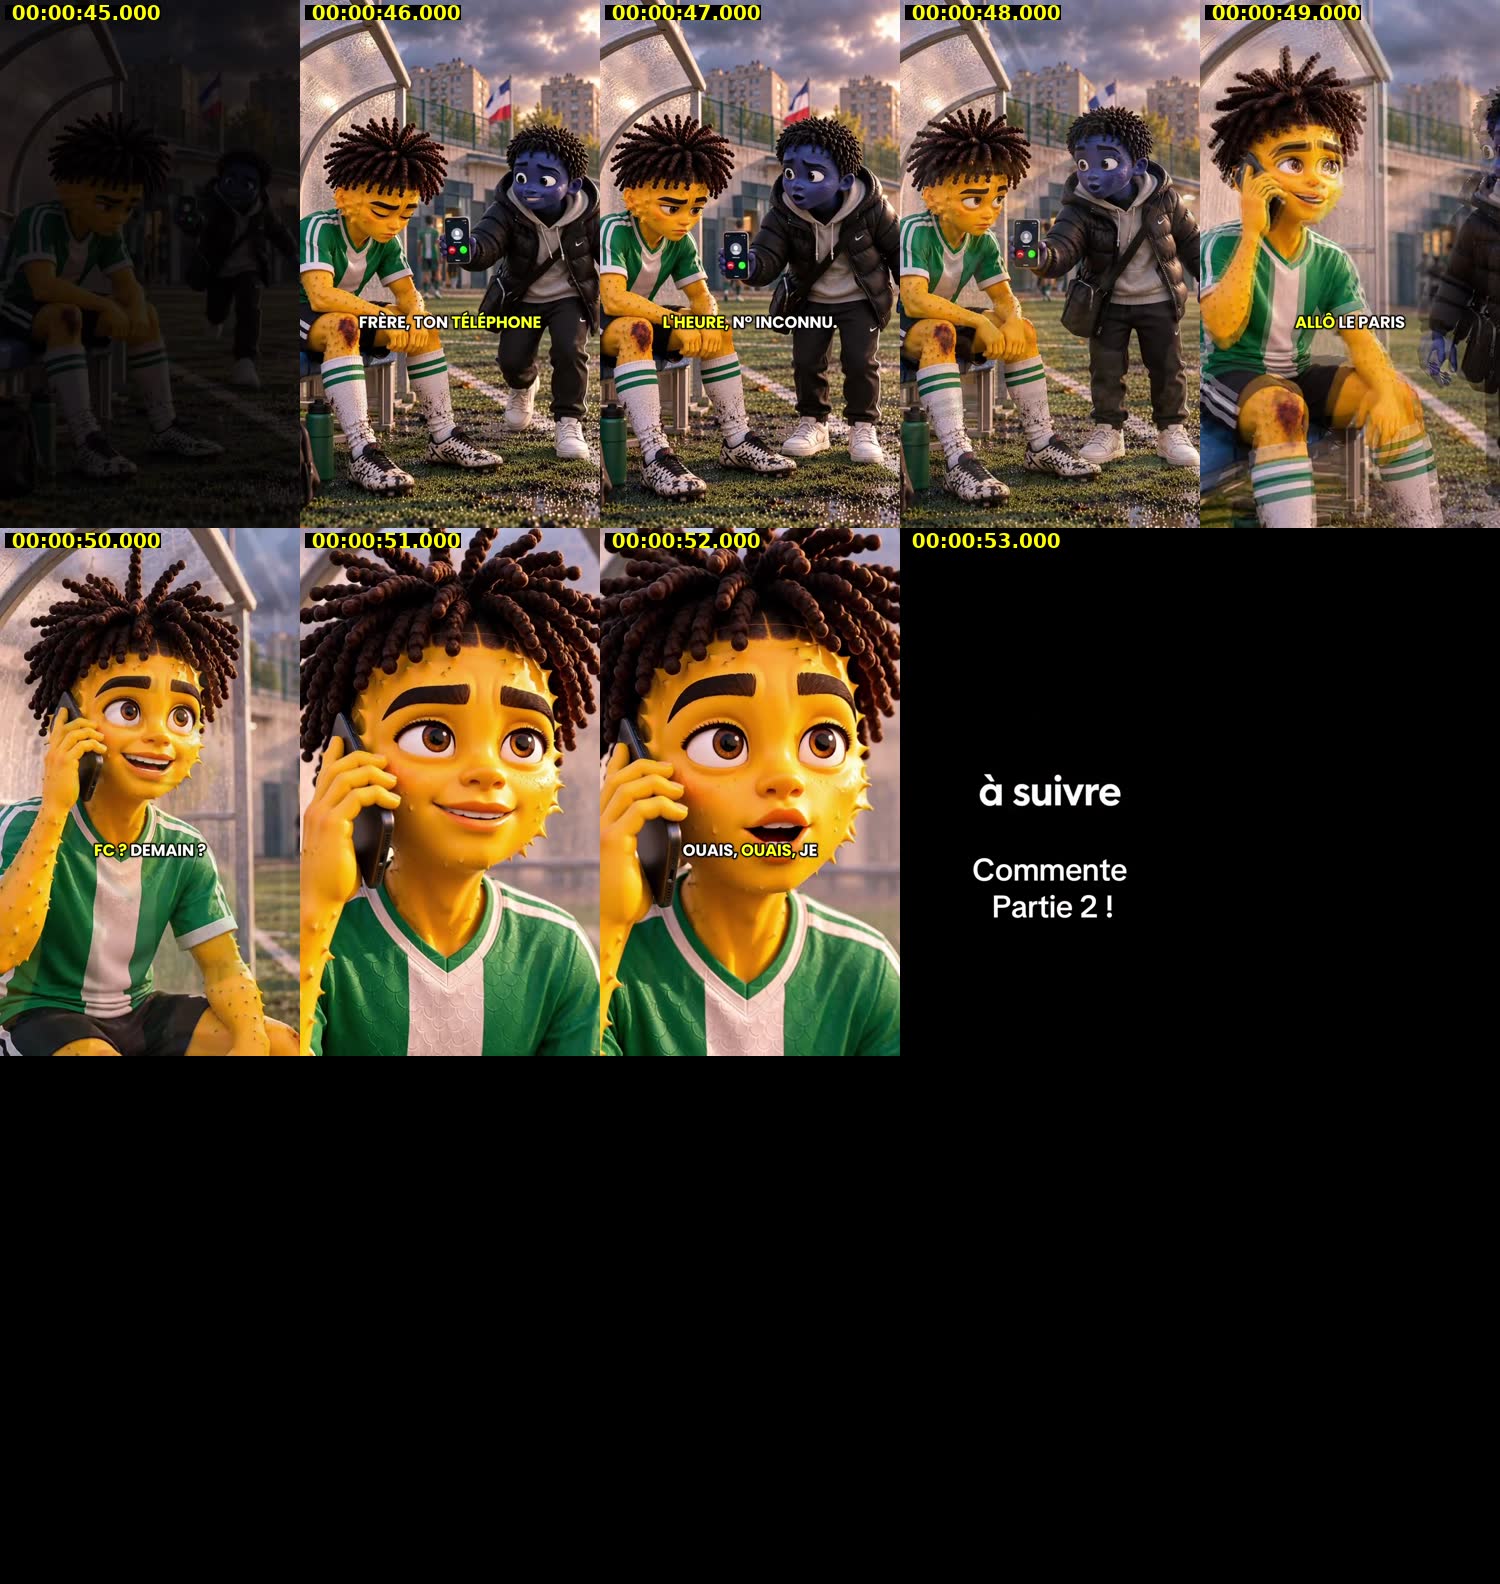 00:00:45.000
00:00:46.000
00:00:47.000
00:00:48.000
00:00:49.000
FRÈRE, TON TÉLÉPHONE
L'HEURE, N° INCONNU.
ALLÔ LE PARIS
00:00:50.000
00:00:51.000
00:00:52.000
00:00:53.000
FC ? DEMAIN ?
OUAIS, OUAIS, JE
à suivre
Commente
Partie 2 !